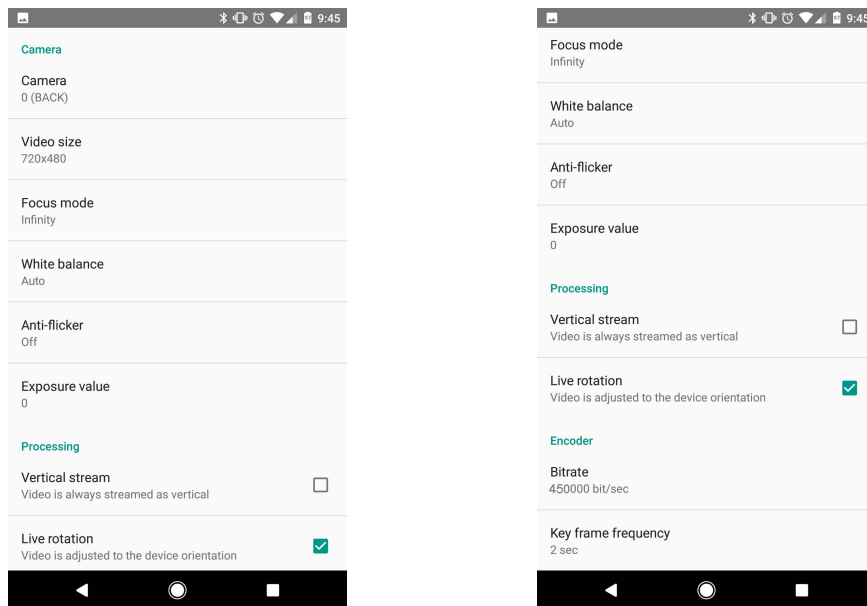 9:45
Camera
Camera
0 (BACK)
Video size
720x480
Focus mode
Infinity
White balance
Auto
Anti-flicker
Off
Exposure value
0
Processing
Vertical stream
Video is always streamed as vertical
Live rotation
Video is adjusted to the device orientation
97 9:45
Focus mode
Infinity
White balance
Auto
Anti-flicker
Off
Exposure value
0
Processing
Vertical stream
Video is always streamed as vertical
Live rotation
Video is adjusted to the device orientation
Encoder
Bitrate
450000 bit/sec
Key frame frequency
2 sec